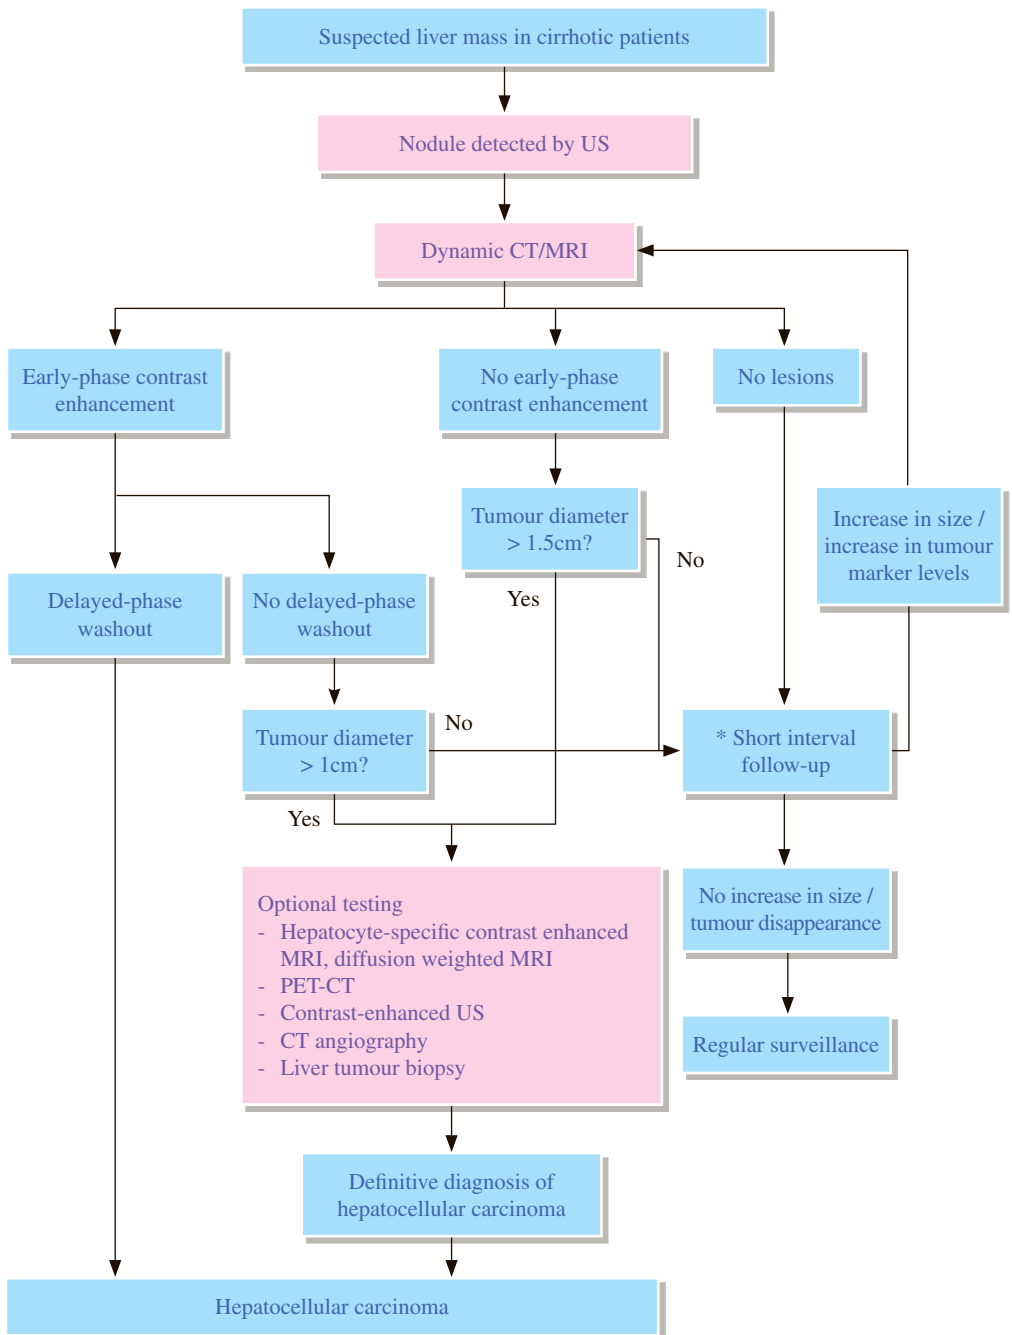 Suspected liver mass in cirrhotic patients
Nodule detected by US
Dynamic CT/MRI
Early-phase contrast
enhancement
No early-phase
contrast enhancement
No lesions
Tumour diameter
> 1.5cm?
No
Yes
Increase in size /
increase in tumour
marker levels
Delayed-phase
washout
No delayed-phase
washout
Tumour diameter
> 1cm?
No
Yes
* Short interval
follow-up
Optional testing
- Hepatocyte-specific contrast enhanced
MRI, diffusion weighted MRI
- PET-CT
- Contrast-enhanced US
- CT angiography
- Liver tumour biopsy
No increase in size /
tumour disappearance
Regular surveillance
Definitive diagnosis of
hepatocellular carcinoma
Hepatocellular carcinoma